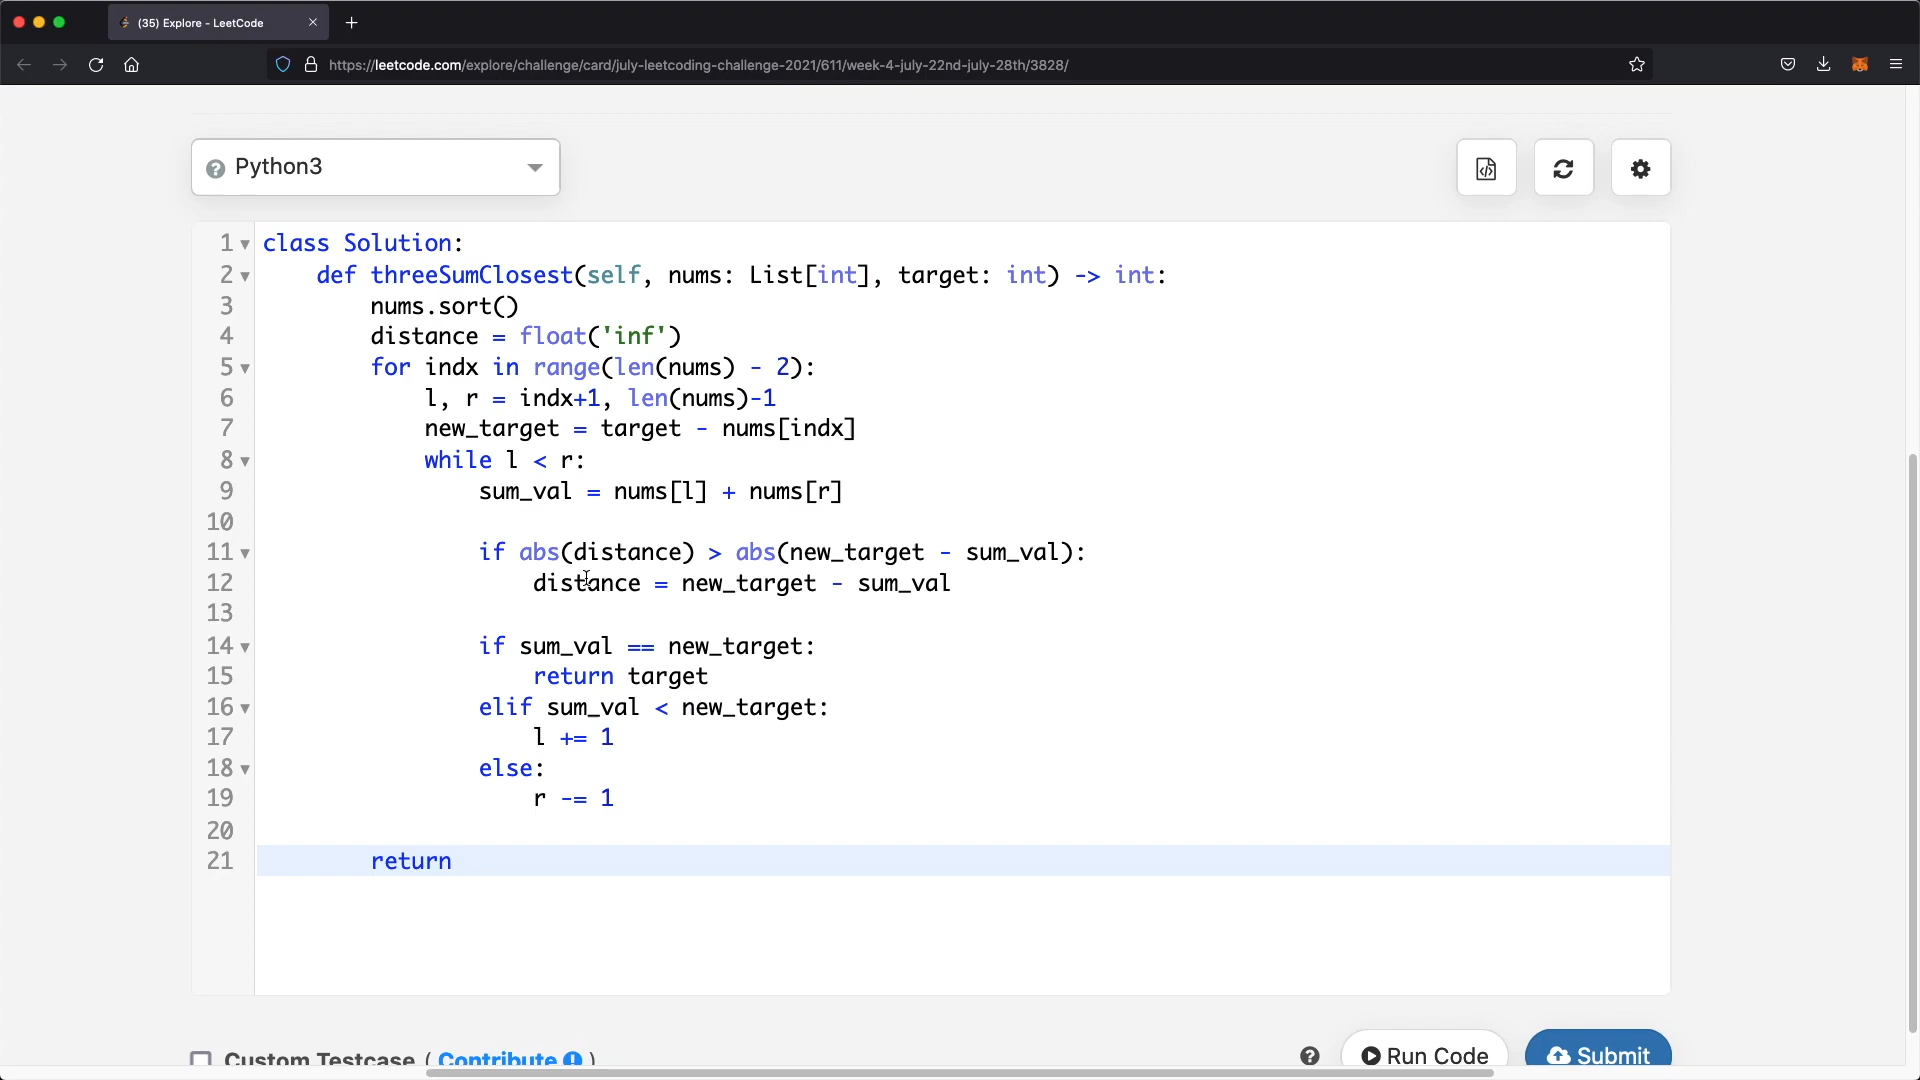 (35) Explore - LeetCode
https://leetcode.com/explore/challenge/card/july-leetcoding-challenge-2021/611/week-4-july-22nd-july-28th/3828/
Python3
1 class Solution:
2     def threeSumClosest(self, nums: List[int], target: int) -> int:
3         nums.sort()
4         distance = float('inf')
5         for indx in range(len(nums) - 2):
6             l, r = indx+1, len(nums)-1
7             new_target = target - nums[indx]
8             while l < r:
9                 sum_val = nums[l] + nums[r]
10
11                 if abs(distance) > abs(new_target - sum_val):
12                     distance = new_target - sum_val
13
14                 if sum_val == new_target:
15                     return target
16                 elif sum_val < new_target:
17                     l += 1
18                 else:
19                     r -= 1
20
21         return
Custom Testcase ( Contribute )
? Run Code Submit